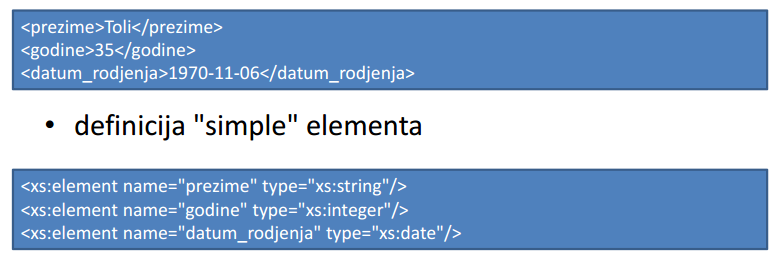 <prezime>Toli</prezime>
<godine>35</godine>
<datum_rodjenja>1970-11-06</datum_rodjenja>
• definicija "simple" elementa
<xs:element name="prezime" type="xs:string"/>
<xs:element name="godine" type="xs:integer"/>
<xs:element name="datum_rodjenja" type="xs:date"/>